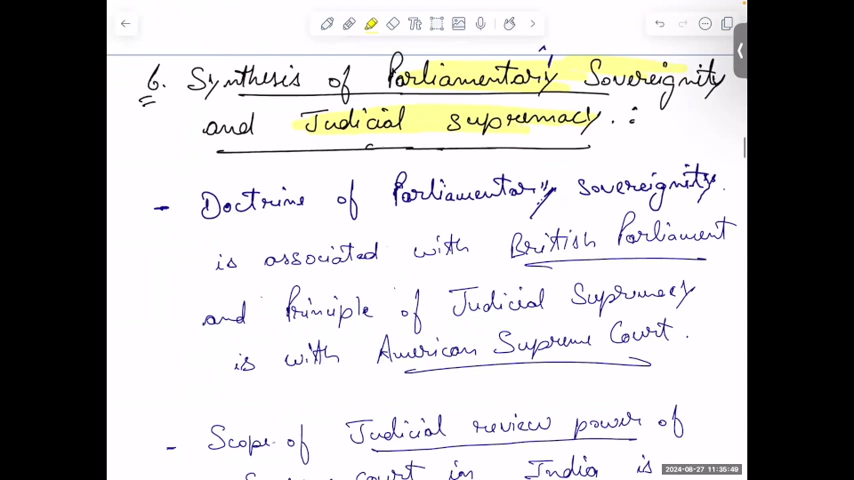 6. Synthesis of Parliamentary Sovereignity
and Judicial supremacy. :
- Doctrine of Parliamentary sovereignity.
is associated with British Parliament
and Principle of Judicial Supremacy
is with American Supreme Court.
- Scope of Judicial review power of
Supreme court in India is
2024-08-27 11:35:49